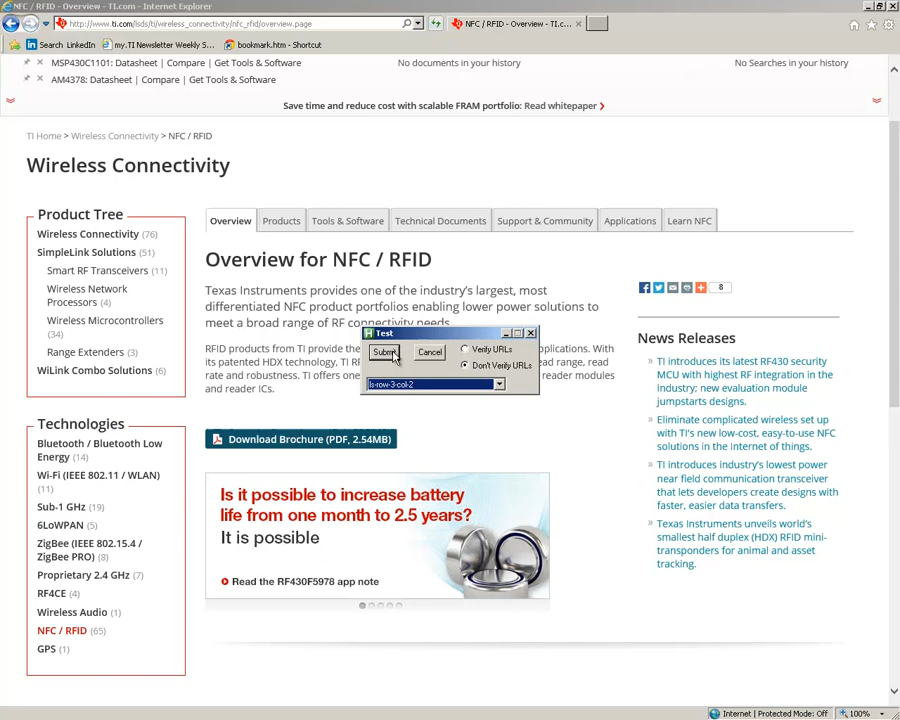 NFC / RFID - Overview - TI.com - Internet Explorer
http://www.ti.com/lsds/ti/wireless_connectivity/nfc_rfid/overview.page
NFC / RFID - Overview - TI.c...
Search LinkedIn
my.TI Newsletter Weekly S...
bookmark.htm - Shortcut
MSP430C1101: Datasheet | Compare | Get Tools & Software
No documents in your history
No Searches in your history
AM4378: Datasheet | Compare | Get Tools & Software
Save time and reduce cost with scalable FRAM portfolio: Read whitepaper
TI Home > Wireless Connectivity > NFC / RFID
Wireless Connectivity
Product Tree
Wireless Connectivity (76)
SimpleLink Solutions (51)
Smart RF Transceivers (11)
Wireless Network
Processors (4)
Wireless Microcontrollers
(34)
Range Extenders (3)
WiLink Combo Solutions (6)
Technologies
Bluetooth / Bluetooth Low
Energy (14)
Wi-Fi (IEEE 802.11 / WLAN)
(11)
Sub-1 GHz (19)
6LoWPAN (5)
ZigBee (IEEE 802.15.4 /
ZigBee PRO) (8)
Proprietary 2.4 GHz (7)
RF4CE (4)
Wireless Audio (1)
NFC / RFID (65)
GPS (1)
Overview
Products
Tools & Software
Technical Documents
Support & Community
Applications
Learn NFC
Overview for NFC / RFID
Texas Instruments provides one of the industry's largest, most
differentiated NFC product portfolios enabling lower power solutions to
meet a broad range of RF connectivity needs.
RFID products from TI provide the
applications. With
its patented HDX technology, TI RF
read range, read
rate and robustness. TI offers one
reader modules
and reader ICs.
Test
Submit
Cancel
Verify URLs
Don't Verify URLs
ls-row-3-col-2
Download Brochure (PDF, 2.54MB)
Is it possible to increase battery
life from one month to 2.5 years?
It is possible
Read the RF430F5978 app note
8
News Releases
TI introduces its latest RF430 security
MCU with highest RF integration in the
industry; new evaluation module
jumpstarts designs.
Eliminate complicated wireless set up
with TI's new low-cost, easy-to-use NFC
solutions in the Internet of things.
TI introduces industry's lowest power
near field communication transceiver
that lets developers create designs with
faster, easier data transfers.
Texas Instruments unveils world's
smallest half duplex (HDX) RFID mini-
transponders for animal and asset
tracking.
Internet | Protected Mode: Off
100%